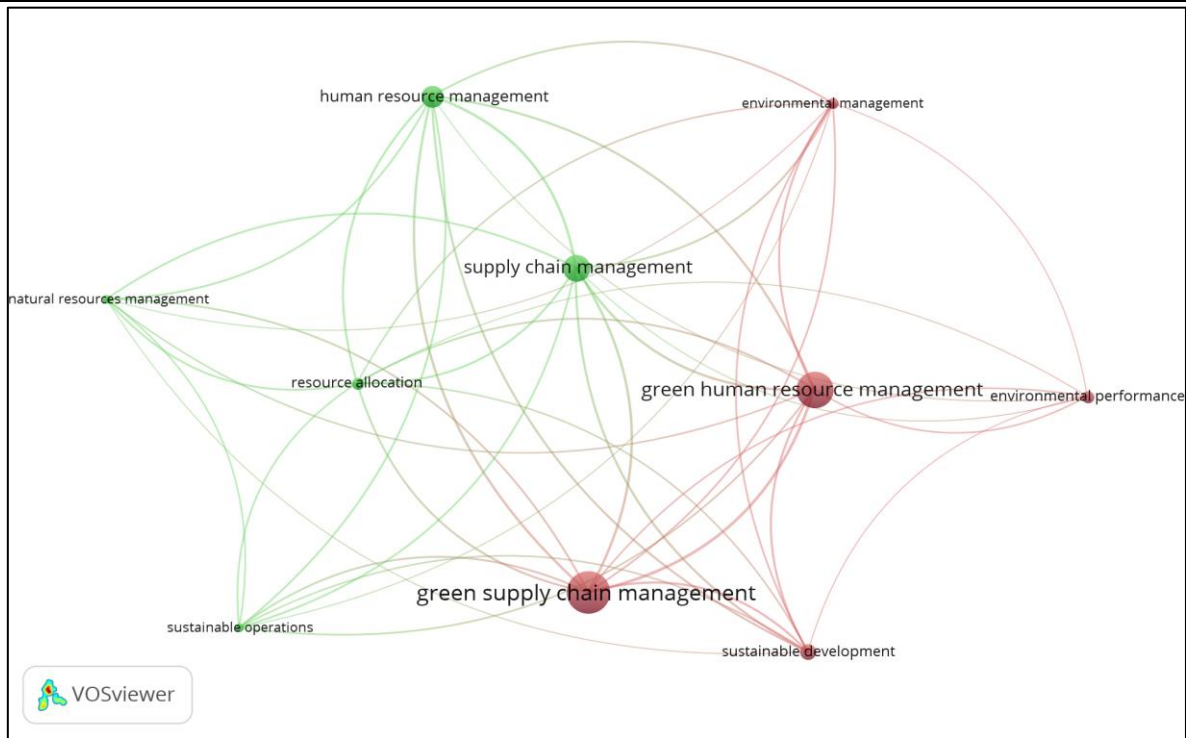 human resource management
environmental management
supply chain management
natural resources management
resource allocation
green human resource management
environmental performance
green supply chain management
sustainable operations
sustainable development
VOSviewer